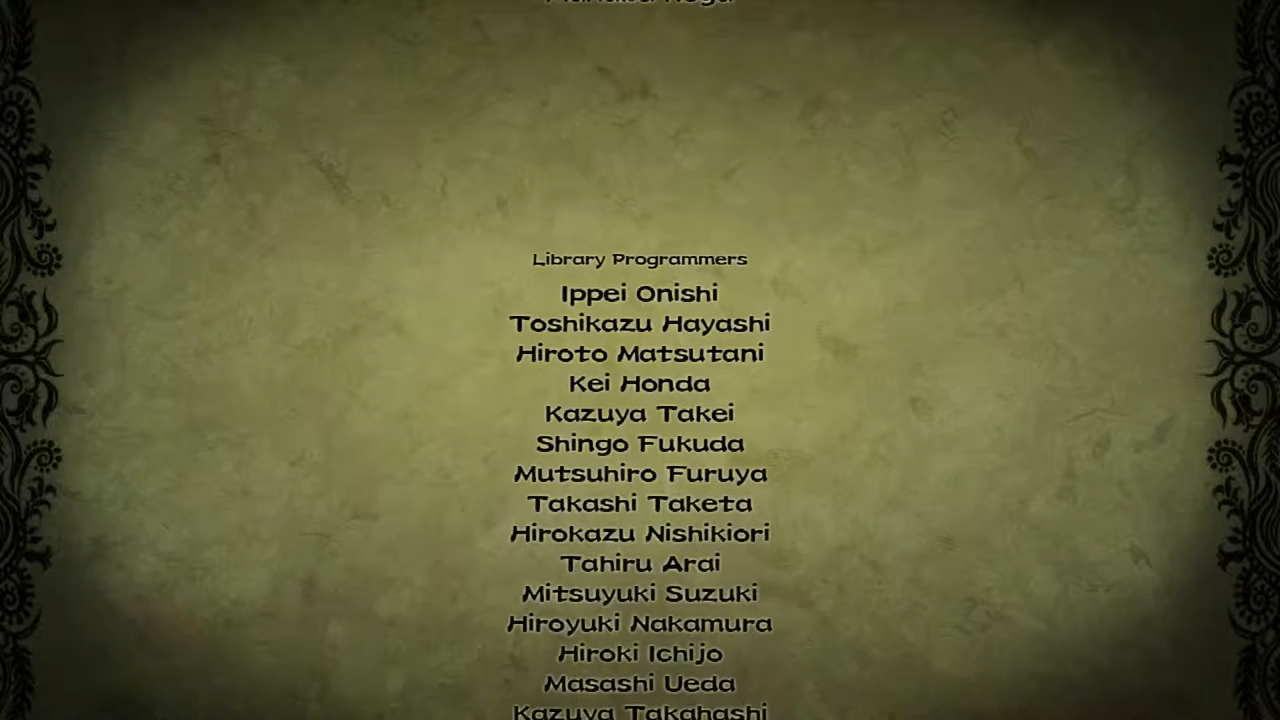 Library Programmers
Ippei Onishi
Toshikazu Hayashi
Hiroto Matsutani
Kei Honda
Kazuya Takei
Shingo Fukuda
Mutsuhiro Furuya
Takashi Taketa
Hirokazu Nishikiori
Tahiru Arai
Mitsuyuki Suzuki
Hiroyuki Nakamura
Hiroki Ichijo
Masashi Ueda
Kazuya Takahashi